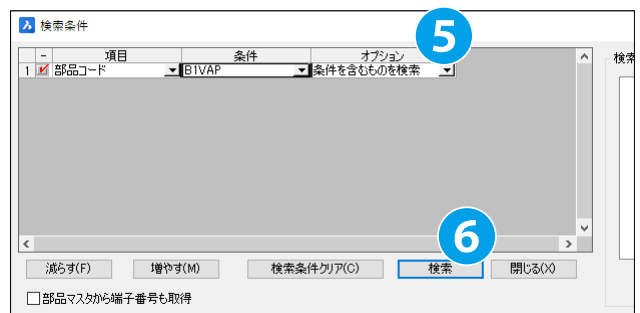 検索条件
5
- 項目 条件 オプション
1 部品コード B1VAP 条件を含むものを検索
検索
6
減らす(F) 増やす(M) 検索条件クリア(C) 検索 閉じる(X)
部品マスタから端子番号も取得